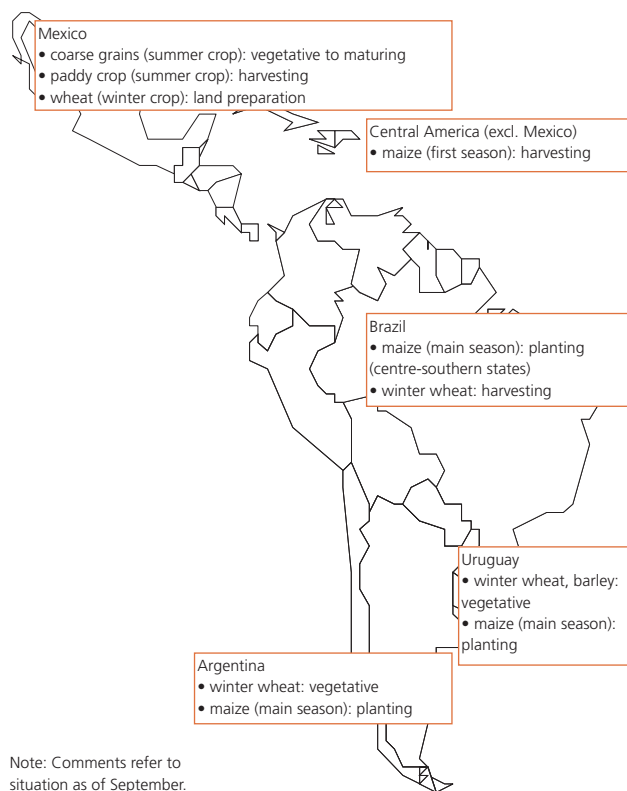 Mexico
• coarse grains (summer crop): vegetative to maturing
• paddy crop (summer crop): harvesting
• wheat (winter crop): land preparation
Central America (excl. Mexico)
• maize (first season): harvesting
Brazil
• maize (main season): planting
(centre-southern states)
• winter wheat: harvesting
Uruguay
• winter wheat, barley:
vegetative
• maize (main season):
planting
Argentina
• winter wheat: vegetative
• maize (main season): planting
Note: Comments refer to
situation as of September.